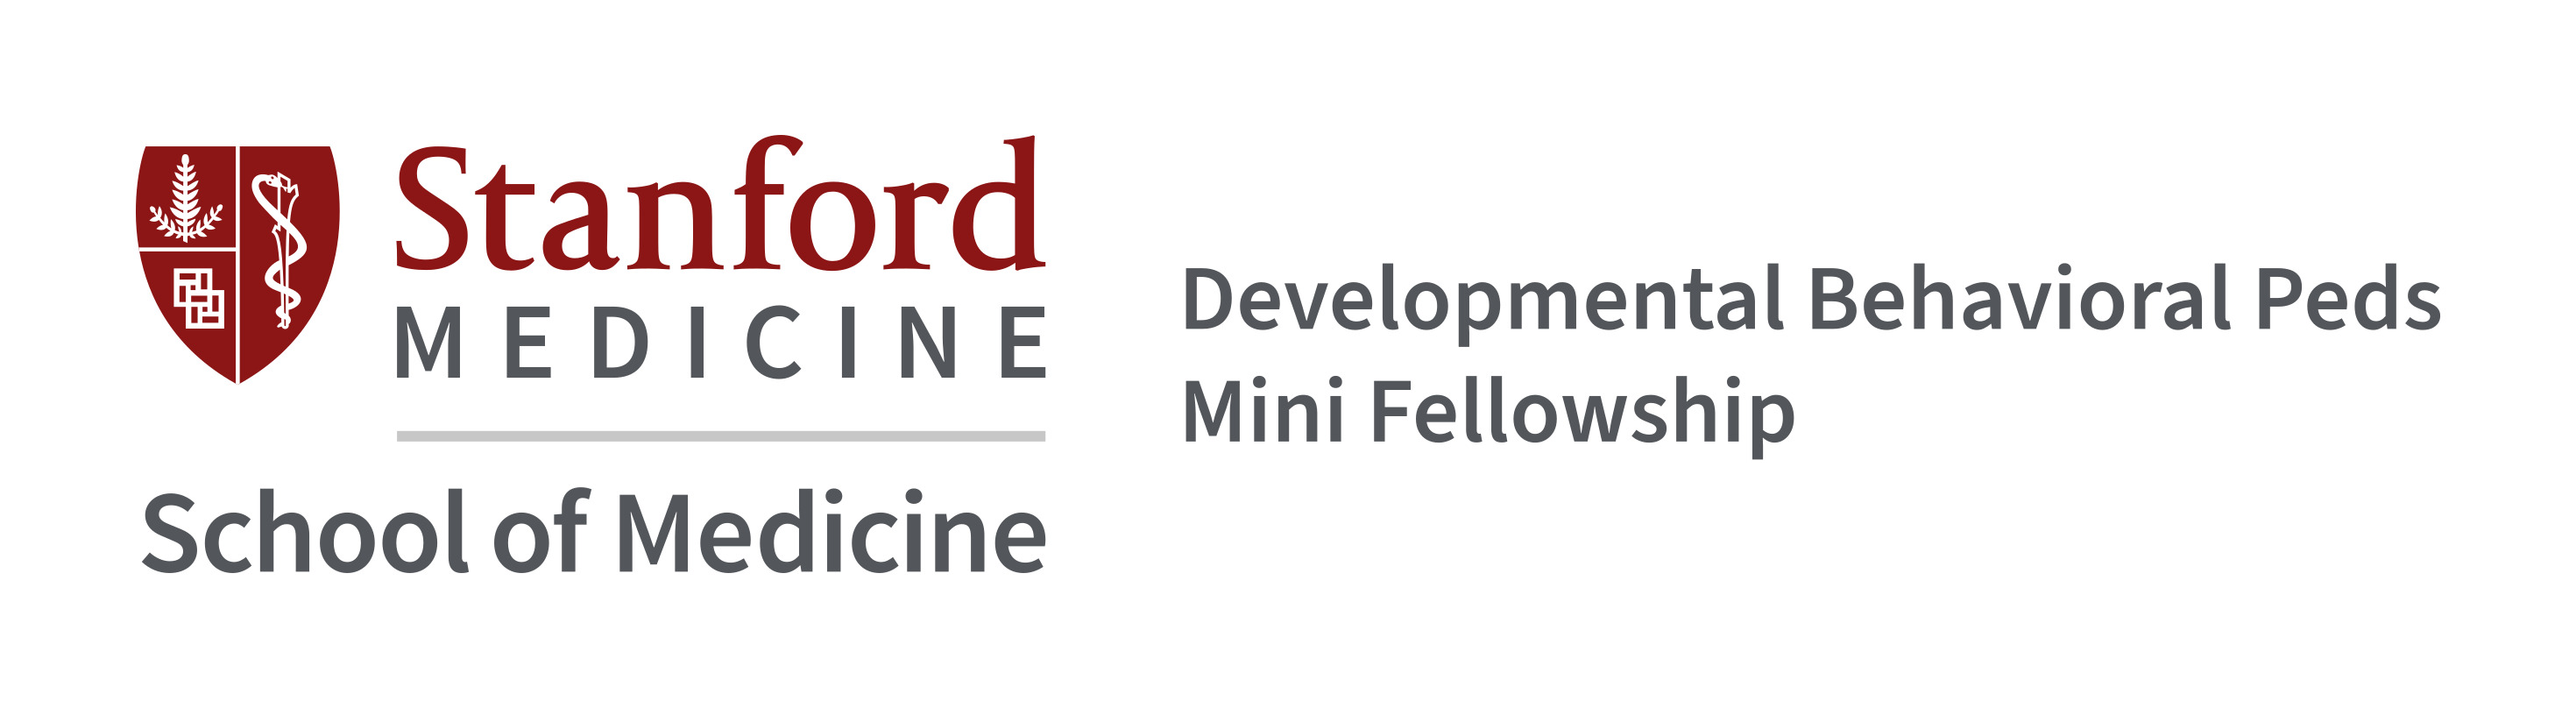 Stanford
MEDICINE
School of Medicine
Developmental Behavioral Peds
Mini Fellowship